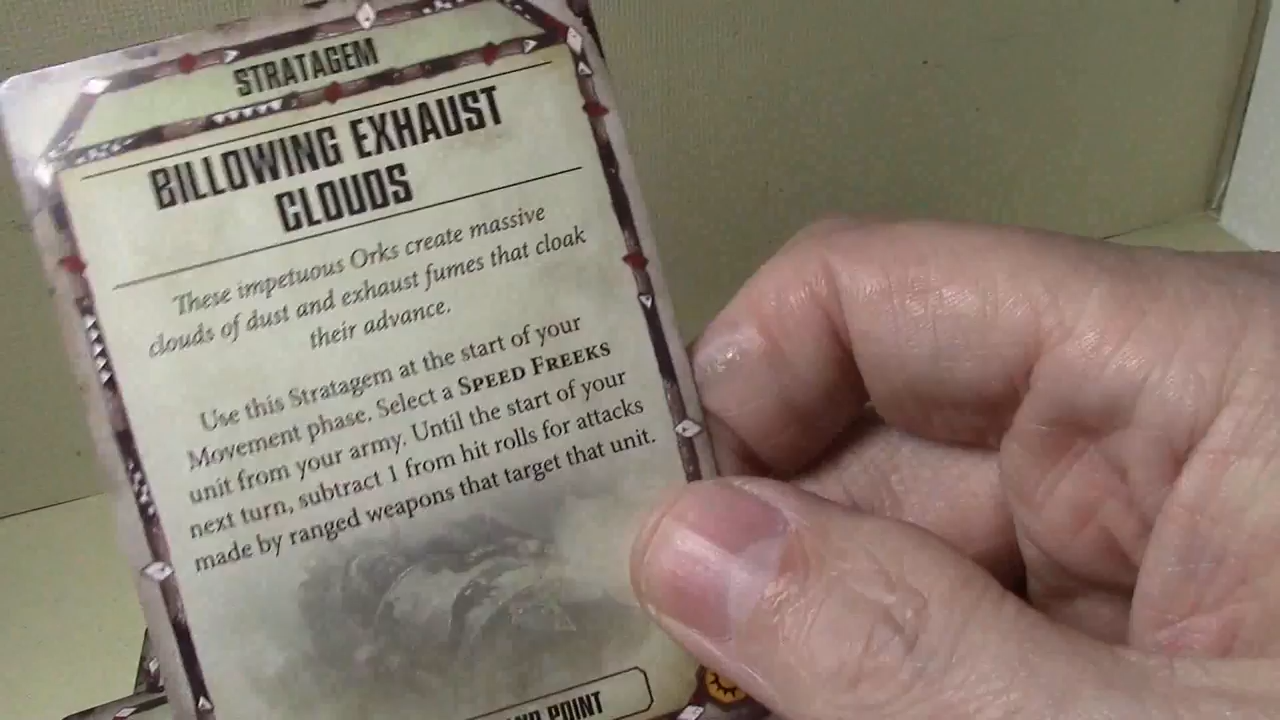 STRATAGEM
BILLOWING EXHAUST
CLOUDS
These impetuous Orks create massive
clouds of dust and exhaust fumes that cloak
their advance.
Use this Stratagem at the start of your
Movement phase. Select a SPEED FREEKS
unit from your army. Until the start of your
next turn, subtract 1 from hit rolls for attacks
made by ranged weapons that target that unit.
POINT